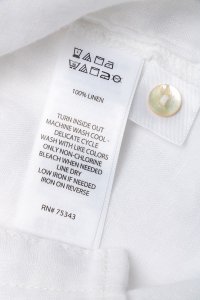 100% LINEN
TURN INSIDE OUT
MACHINE WASH COOL -
DELICATE CYCLE
WASH WITH LIKE COLORS
ONLY NON-CHLORINE
BLEACH WHEN NEEDED
LINE DRY
LOW IRON IF NEEDED
IRON ON REVERSE
RN# 75343